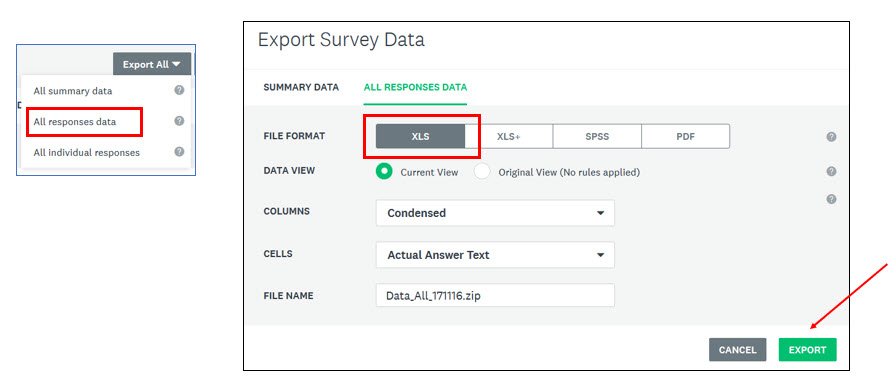 Export All
All summary data
?
D
All responses data
?
All individual responses
?
Export Survey Data
SUMMARY DATA ALL RESPONSES DATA
FILE FORMAT XLS XLS+ SPSS PDF ?
DATA VIEW Current View Original View (No rules applied) ?
COLUMNS Condensed ?
CELLS Actual Answer Text
FILE NAME Data_All_171116.zip
CANCEL EXPORT